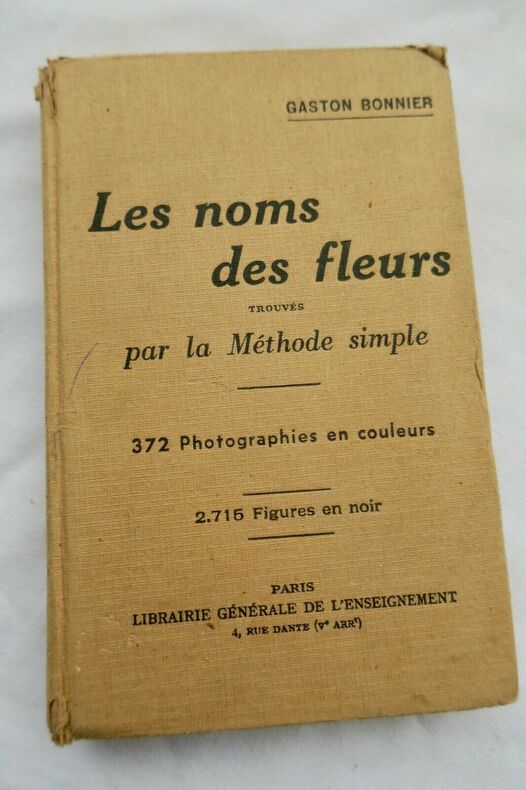 GASTON BONNIER
Les noms
des fleurs
TROUVÉS
par la Méthode simple
372 Photographies en couleurs
2.715 Figures en noir
PARIS
LIBRAIRIE GÉNÉRALE DE L'ENSEIGNEMENT
4, RUE DANTE (Vᵉ ARRᵗ)